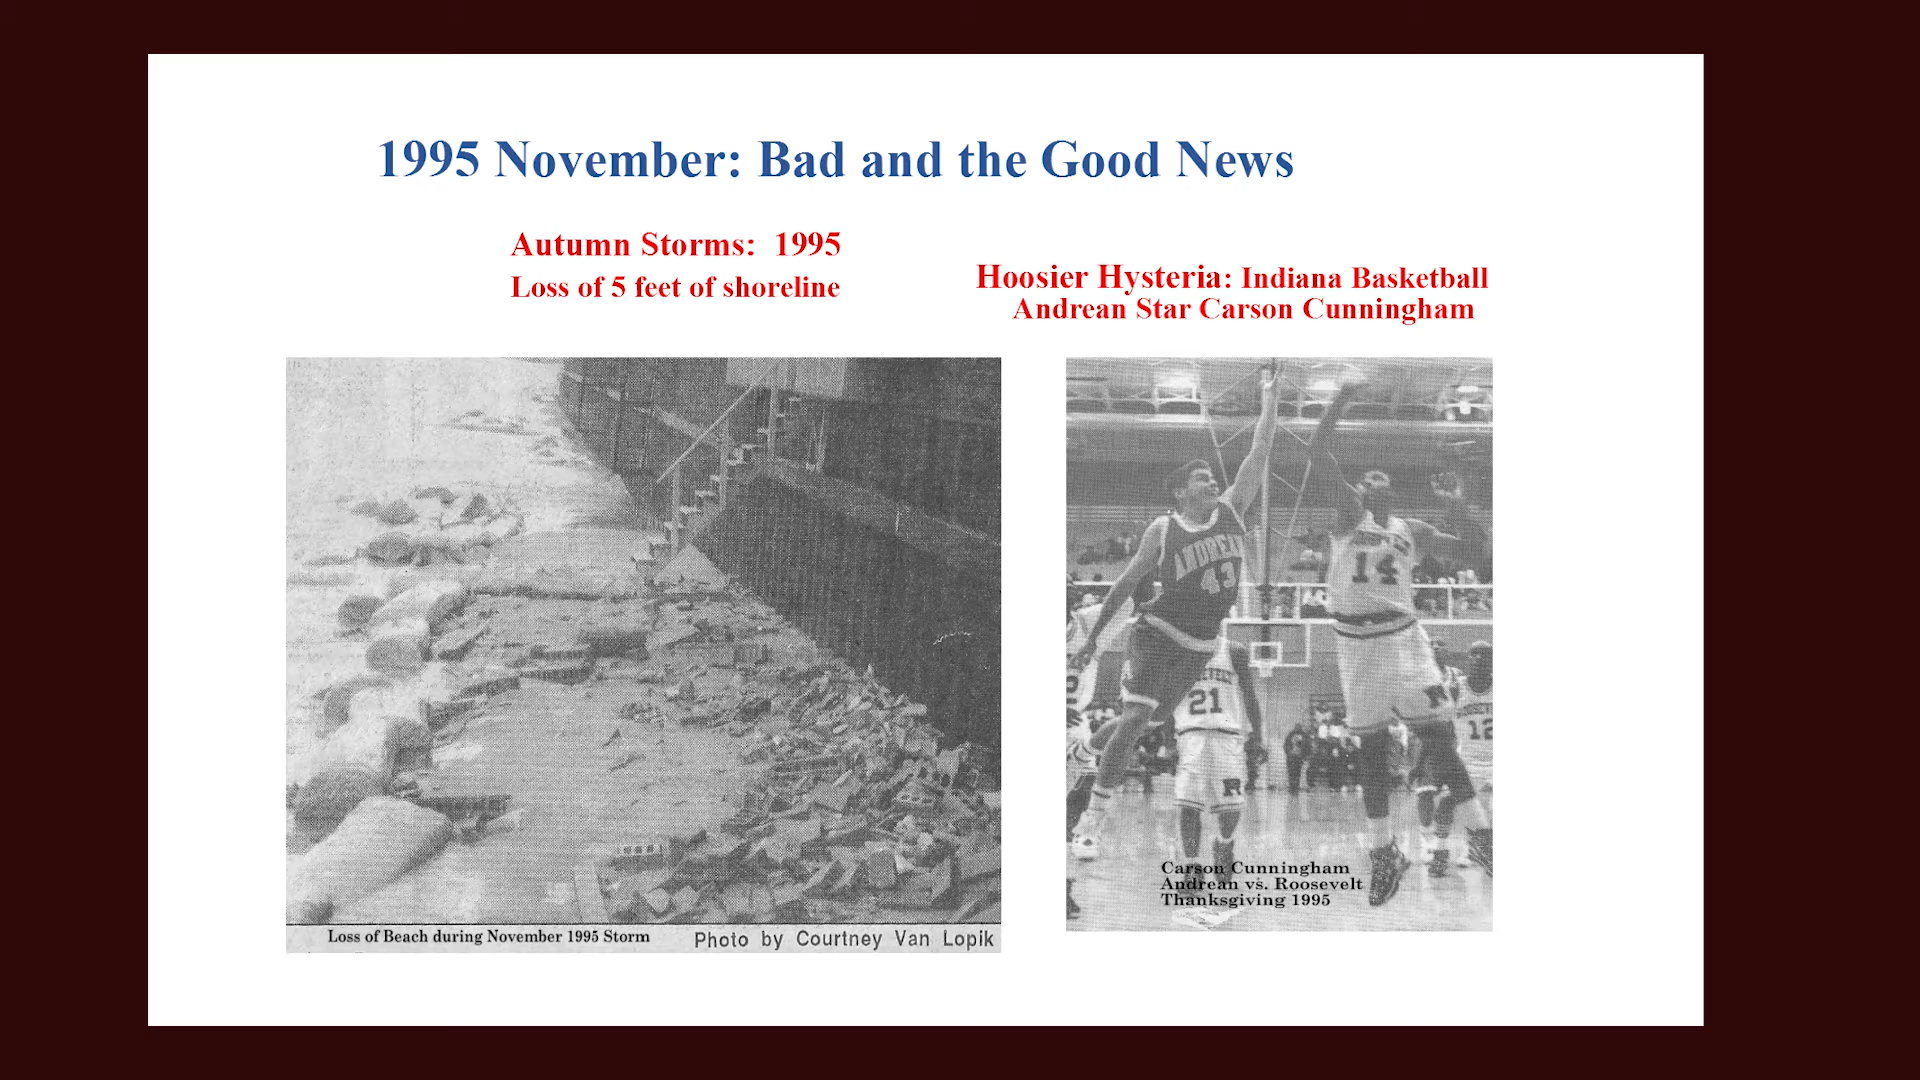 1995 November: Bad and the Good News
Autumn Storms: 1995
Loss of 5 feet of shoreline
Hoosier Hysteria: Indiana Basketball
Andrean Star Carson Cunningham
Loss of Beach during November 1995 Storm
Photo by Courtney Van Lopik
ANDREAN
43
14
21
R
R
12
Carson Cunningham
Andrean vs. Roosevelt
Thanksgiving 1995